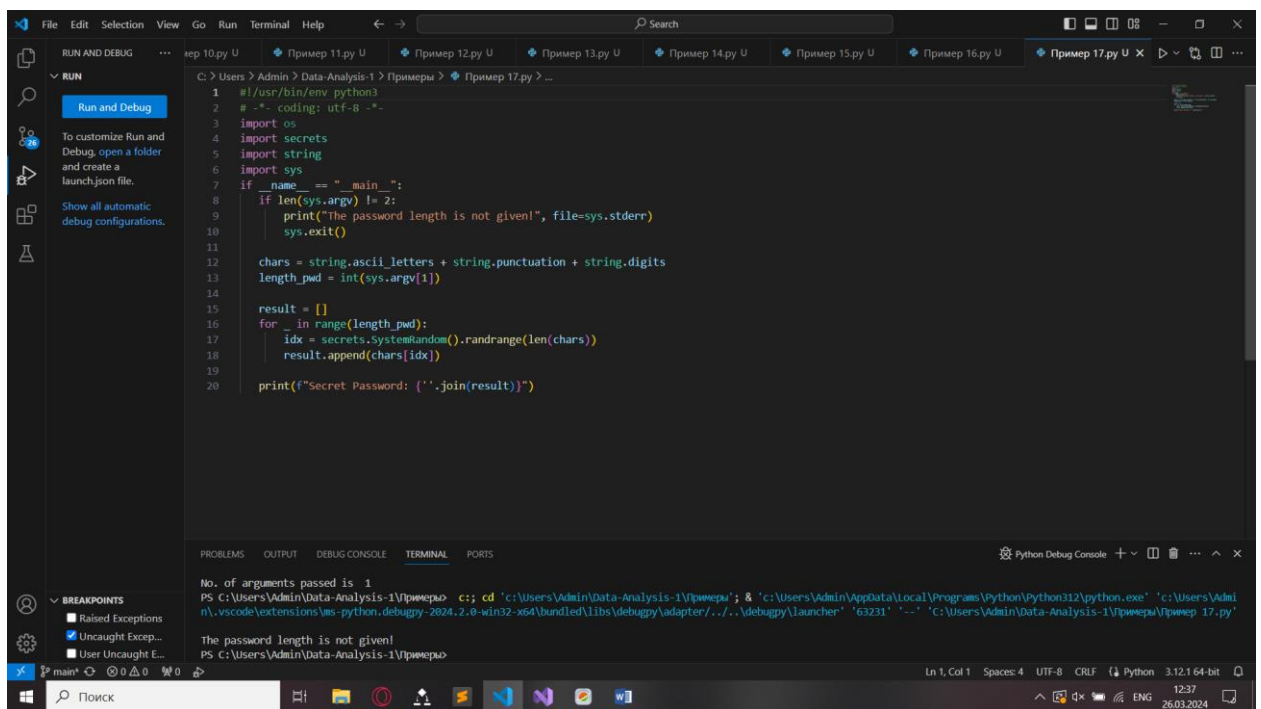 File Edit Selection View Go Run Terminal Help ← → Search
RUN AND DEBUG ··· мер 10.py U Пример 11.py U Пример 12.py U Пример 13.py U Пример 14.py U Пример 15.py U Пример 16.py U Пример 17.py U ×
RUN
C: > Users > Admin > Data-Analysis-1 > Примеры > Пример 17.py > ...
Run and Debug
To customize Run and
Debug, open a folder
and create a
launch.json file.
Show all automatic
debug configurations.
26
1 #!/usr/bin/env python3
2 # -*- coding: utf-8 -*-
3 import os
4 import secrets
5 import string
6 import sys
7 if __name__ == "__main__":
8 if len(sys.argv) != 2:
9 print("The password length is not given!", file=sys.stderr)
10 sys.exit()
11
12 chars = string.ascii_letters + string.punctuation + string.digits
13 length_pwd = int(sys.argv[1])
14
15 result = []
16 for _ in range(length_pwd):
17 idx = secrets.SystemRandom().randrange(len(chars))
18 result.append(chars[idx])
19
20 print(f"Secret Password: {''.join(result)}")
PROBLEMS OUTPUT DEBUG CONSOLE TERMINAL PORTS Python Debug Console
No. of arguments passed is 1
PS C:\Users\Admin\Data-Analysis-1\Примеры> c:; cd 'c:\Users\Admin\Data-Analysis-1\Примеры'; & 'c:\Users\Admin\AppData\Local\Programs\Python\Python312\python.exe' 'c:\Users\Admi
n\.vscode\extensions\ms-python.debugpy-2024.2.0-win32-x64\bundled\libs\debugpy\adapter/../..\debugpy\launcher' '63231' '--' 'C:\Users\Admin\Data-Analysis-1\Примеры\Пример 17.py'
The password length is not given!
PS C:\Users\Admin\Data-Analysis-1\Примеры>
BREAKPOINTS
Raised Exceptions
Uncaught Excep...
User Uncaught E...
main* 0 0 0 Ln 1, Col 1 Spaces: 4 UTF-8 CRLF Python 3.12.1 64-bit
Поиск ENG 12:37
26.03.2024